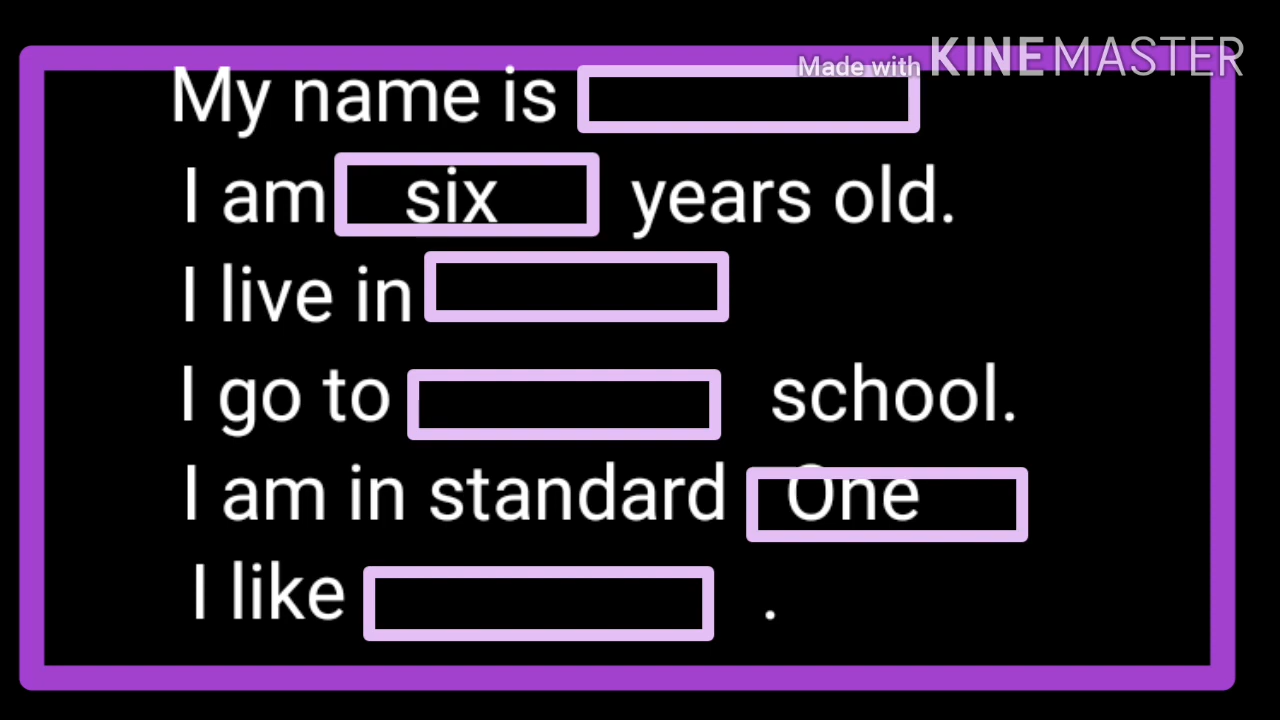 Made with KINEMASTER
My name is
I am six years old.
I live in
I go to school.
I am in standard One
I like .